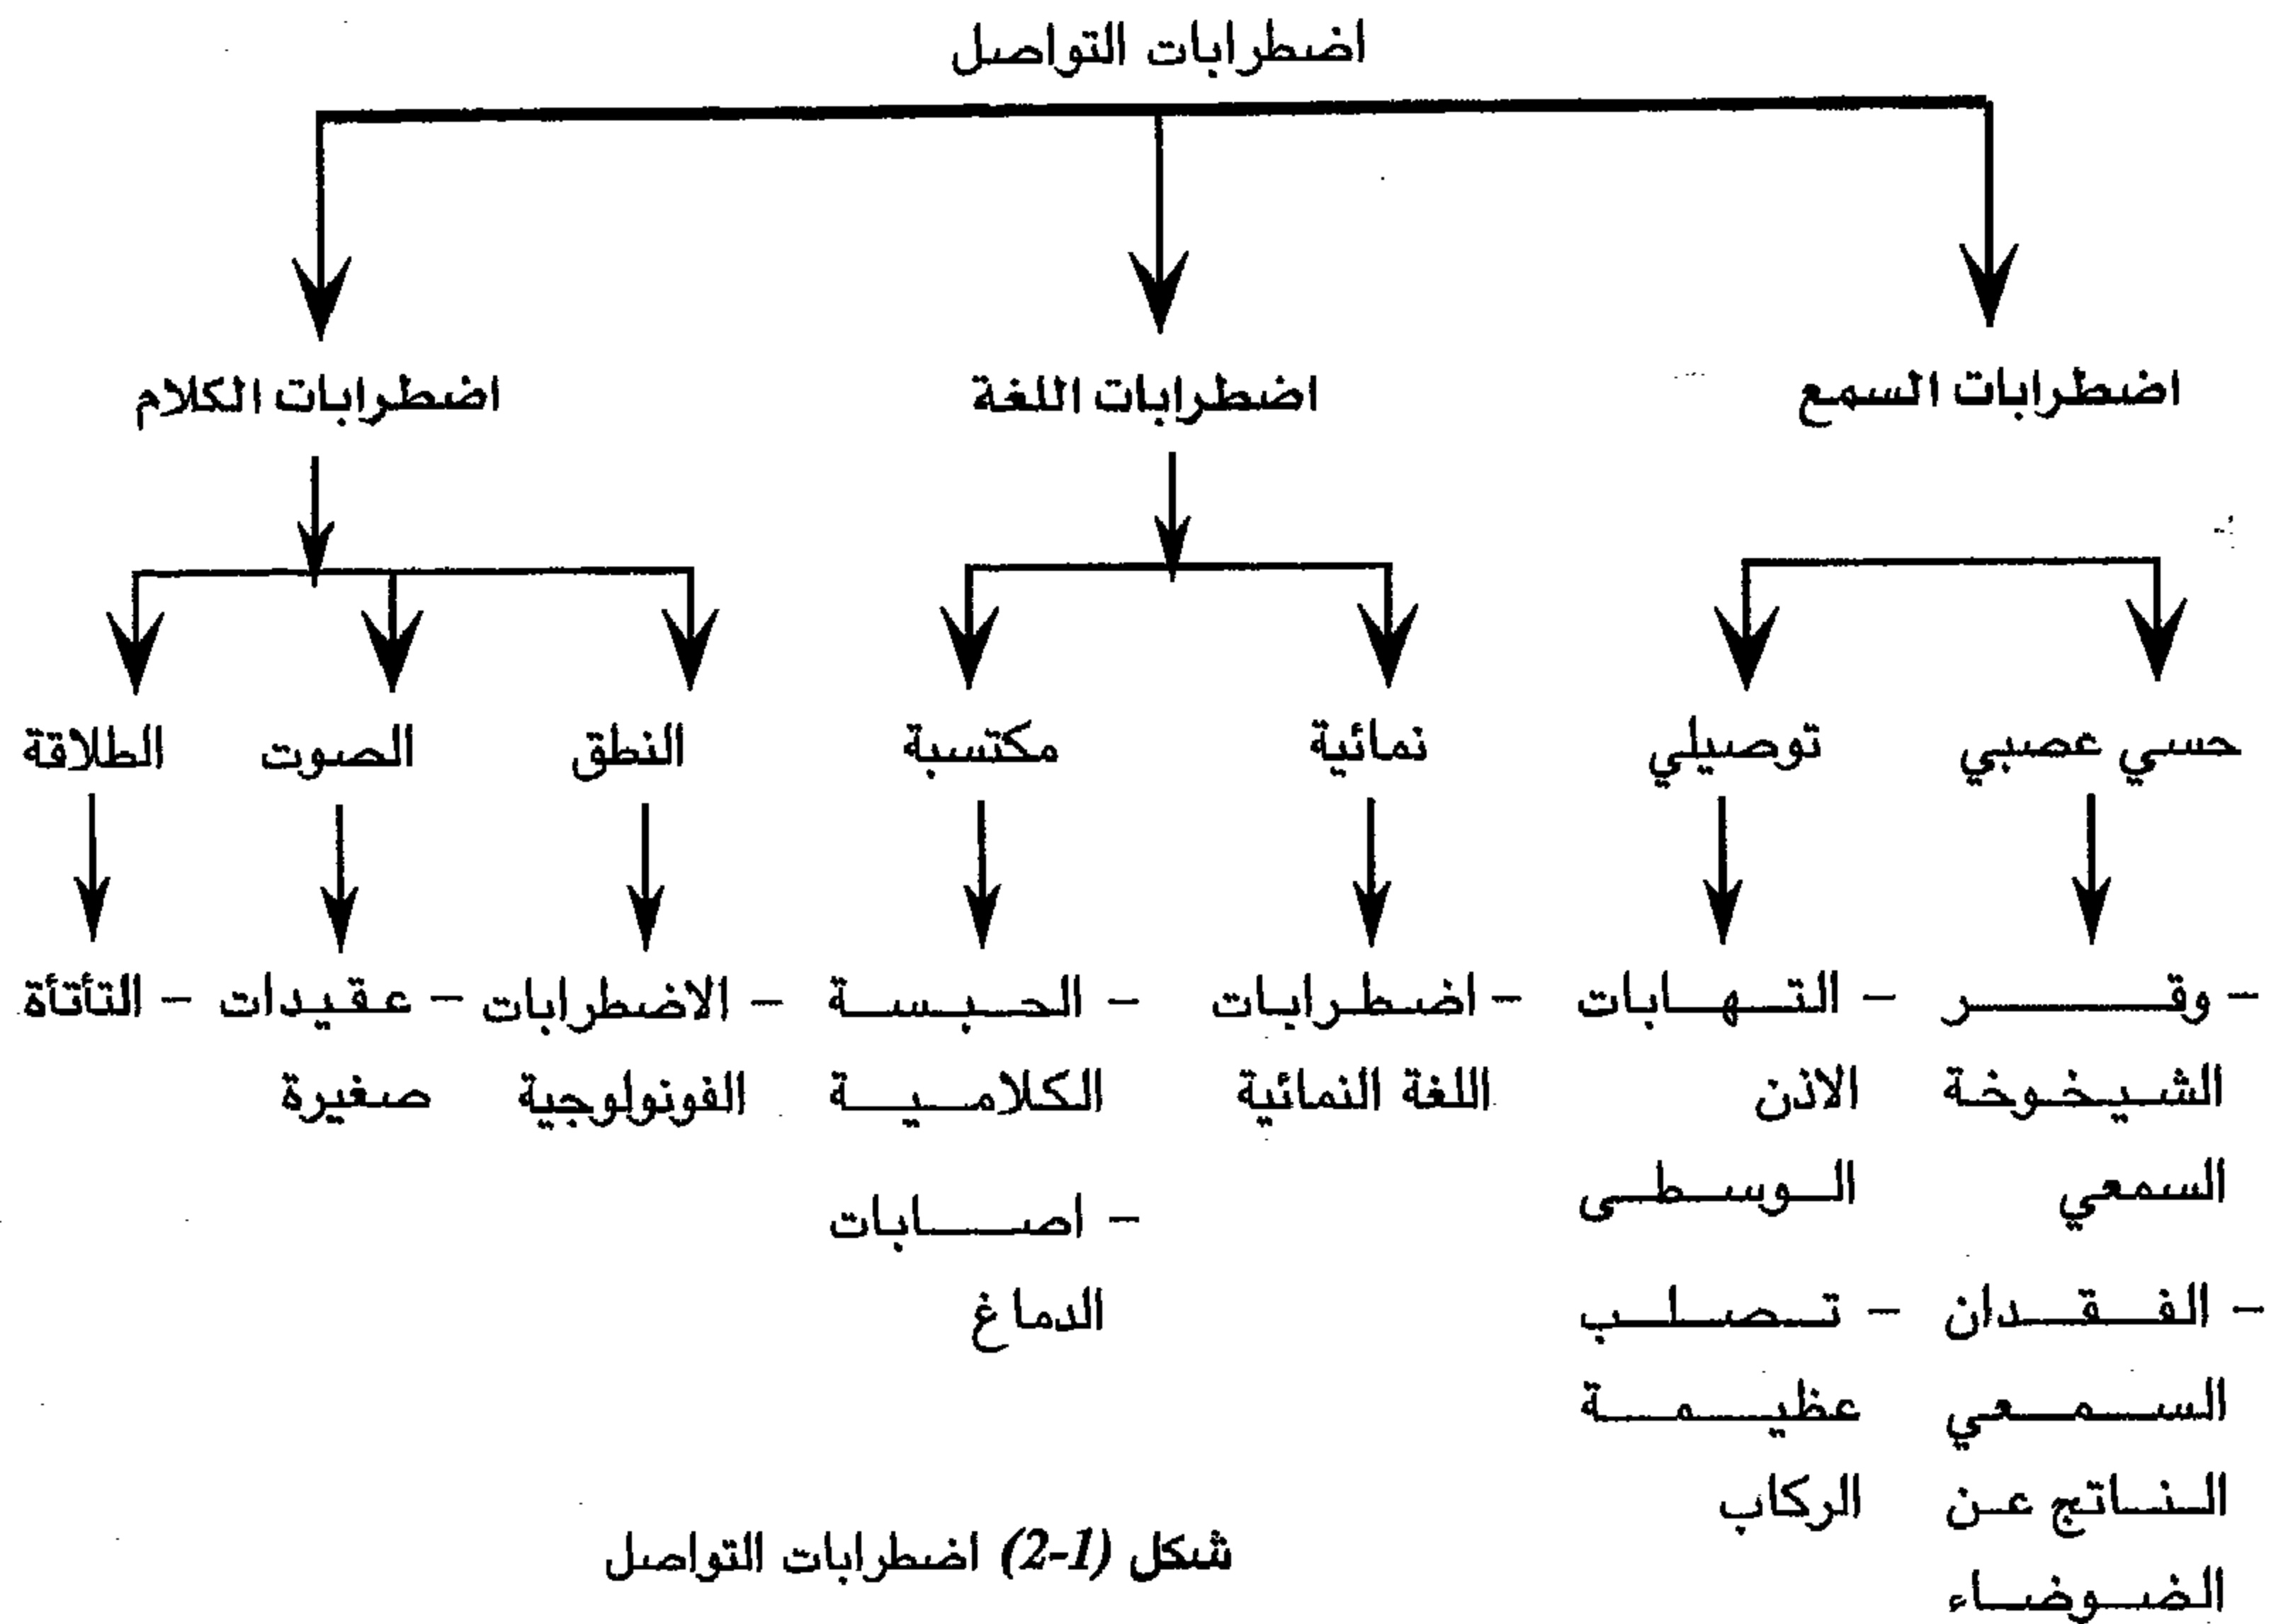 اضطرابات التواصل
اضطرابات السمع
اضطرابات اللغة
اضطرابات الكلام
حسي عصبي
توصيلي
نمائية
مكتسبة
النطق
الصوت
الطلاقة
- وقر
الشيخوخة
السمعي
- الفقدان
السمعي
الناتج عن
الضوضاء
- التهابات
الاذن
الوسطى
- تصلب
عظيمة
الركاب
- اضطرابات
اللغة النمائية
- الحبسة
الكلامية
- اصابات
الدماغ
- الاضطرابات
الفونولوجية
- عقيدات
صغيرة
- التأتأة
شكل (1-2) اضطرابات التواصل